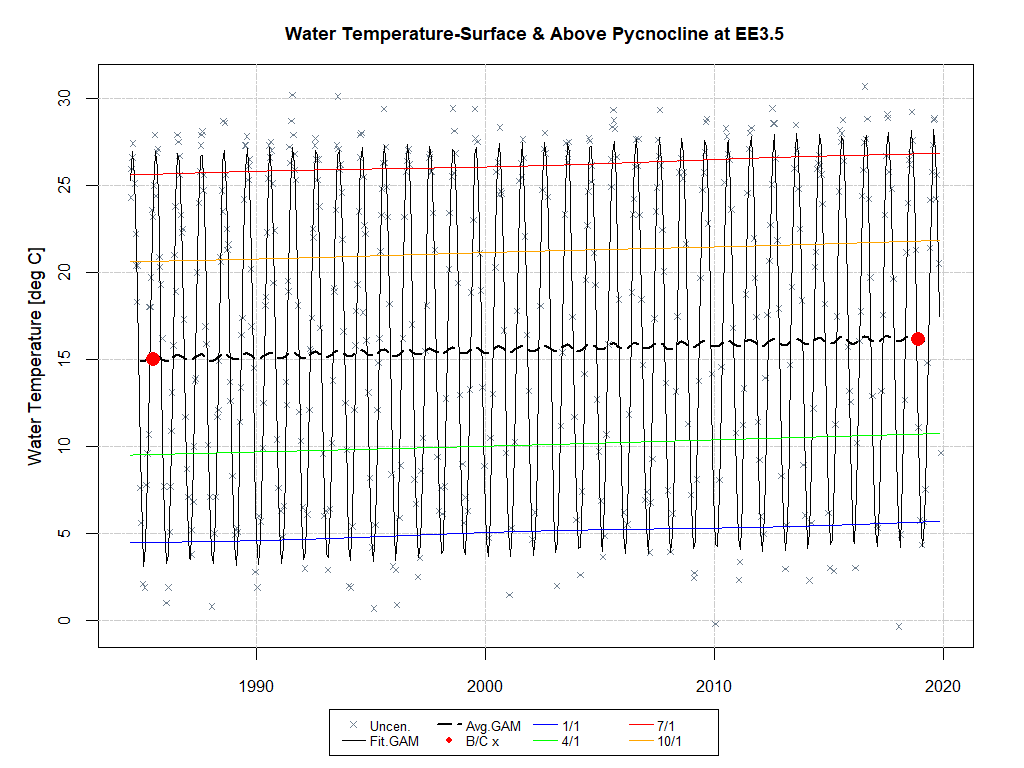 Water Temperature-Surface & Above Pycnocline at EE3.5
Water Temperature [deg C]
30
25
20
15
10
5
0
1990 2000 2010 2020
Uncen. Avg.GAM 1/1 7/1
Fit.GAM B/C x 4/1 10/1